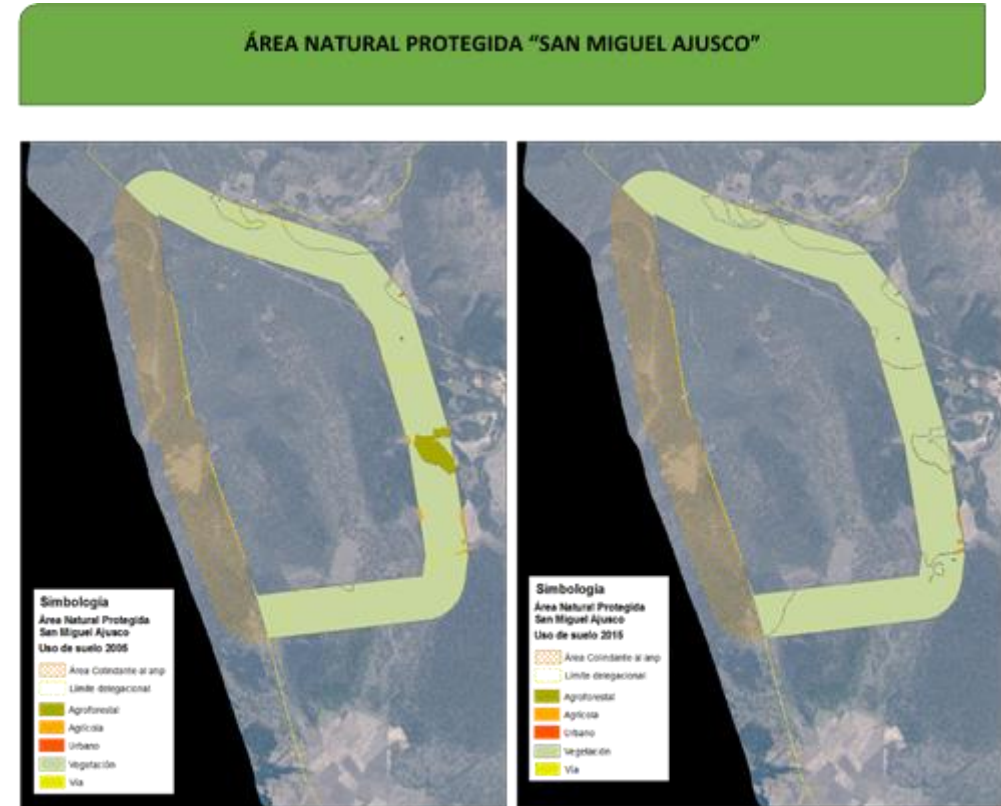 ÁREA NATURAL PROTEGIDA “SAN MIGUEL AJUSCO”
Simbología
Área Natural Protegida
San Miguel Ajusco
Uso de suelo 2005
Área Colindante al anp
Límite delegacional
Agroforestal
Agrícola
Urbano
Vegetación
Vía
Simbología
Área Natural Protegida
San Miguel Ajusco
Uso de suelo 2015
Área Colindante al anp
Límite delegacional
Agroforestal
Agrícola
Urbano
Vegetación
Vía